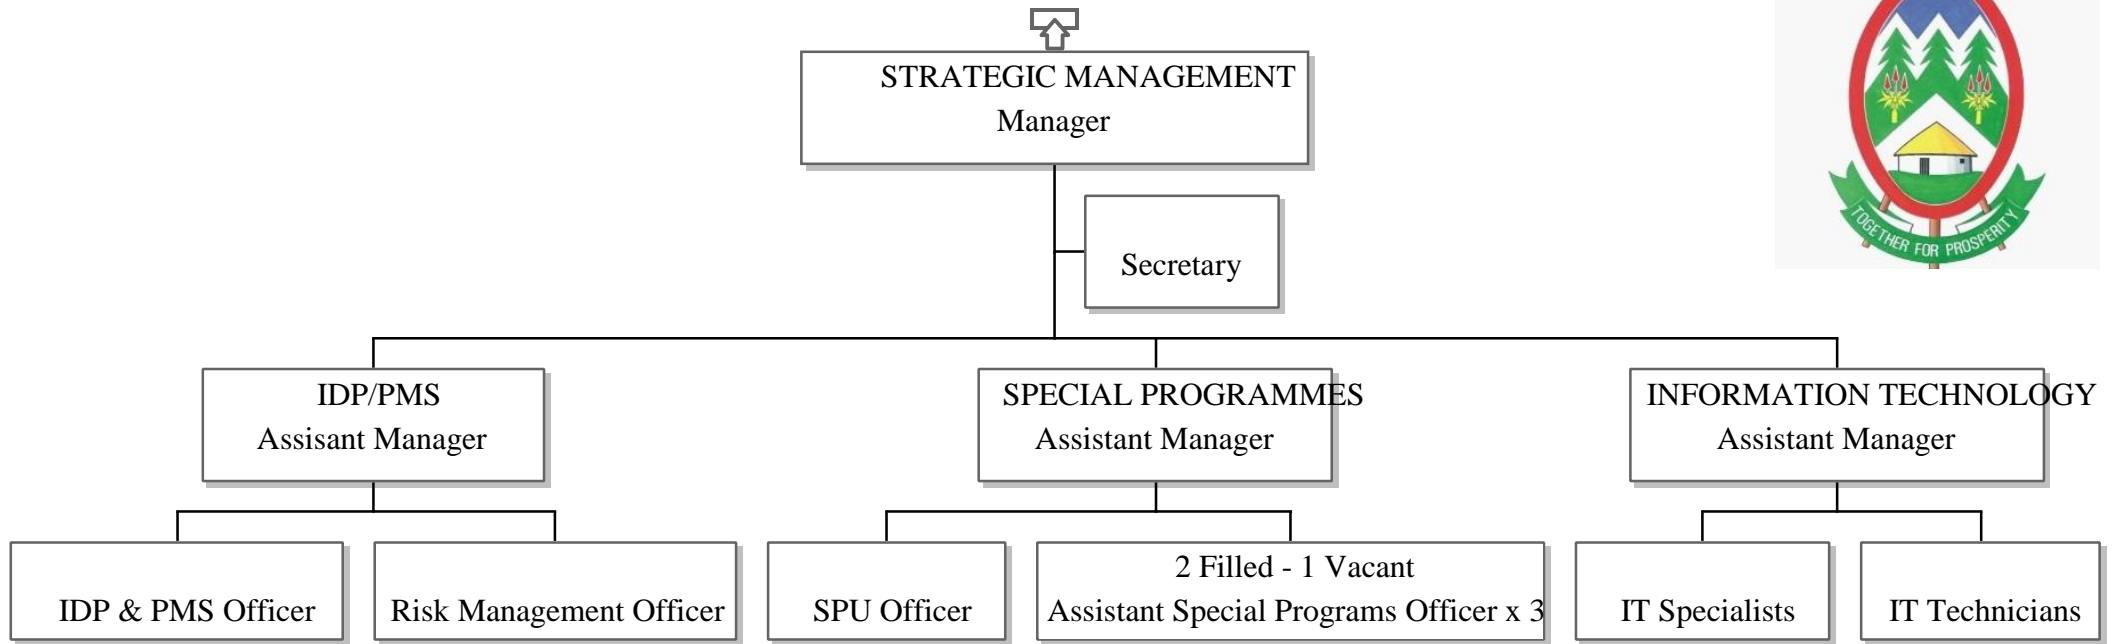 STRATEGIC MANAGEMENT
Manager
TOGETHER FOR PROSPERITY
Secretary
IDP/PMS
Assisant Manager
SPECIAL PROGRAMMES
Assistant Manager
INFORMATION TECHNOLOGY
Assistant Manager
IDP & PMS Officer
Risk Management Officer
SPU Officer
2 Filled - 1 Vacant
Assistant Special Programs Officer x 3
IT Specialists
IT Technicians